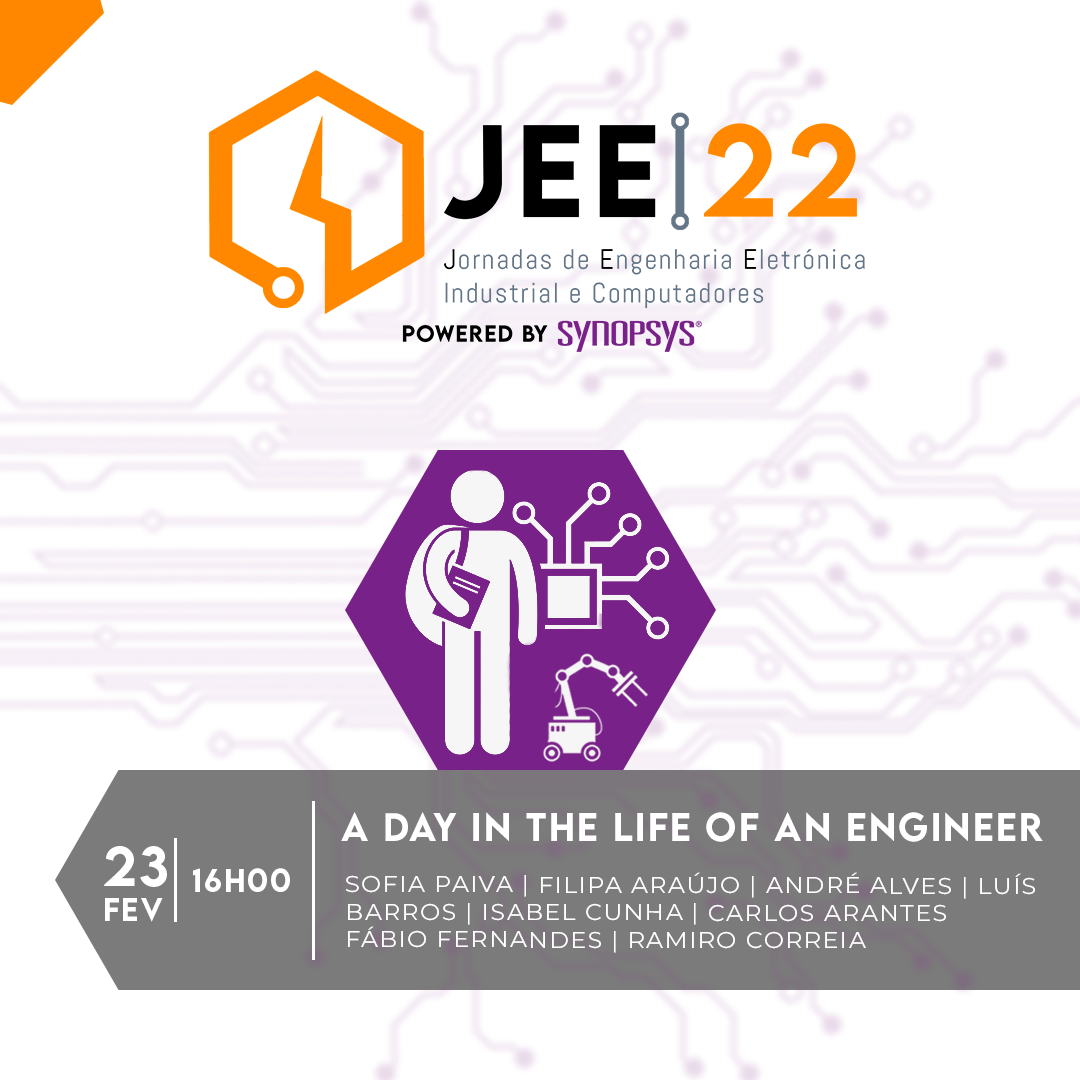 JEE|22
Jornadas de Engenharia Eletrónica
Industrial e Computadores
POWERED BY SYNOPSYS®
A DAY IN THE LIFE OF AN ENGINEER
23
FEV
16H00
SOFIA PAIVA | FILIPA ARAÚJO | ANDRÉ ALVES | LUÍS
BARROS | ISABEL CUNHA | CARLOS ARANTES
FÁBIO FERNANDES | RAMIRO CORREIA